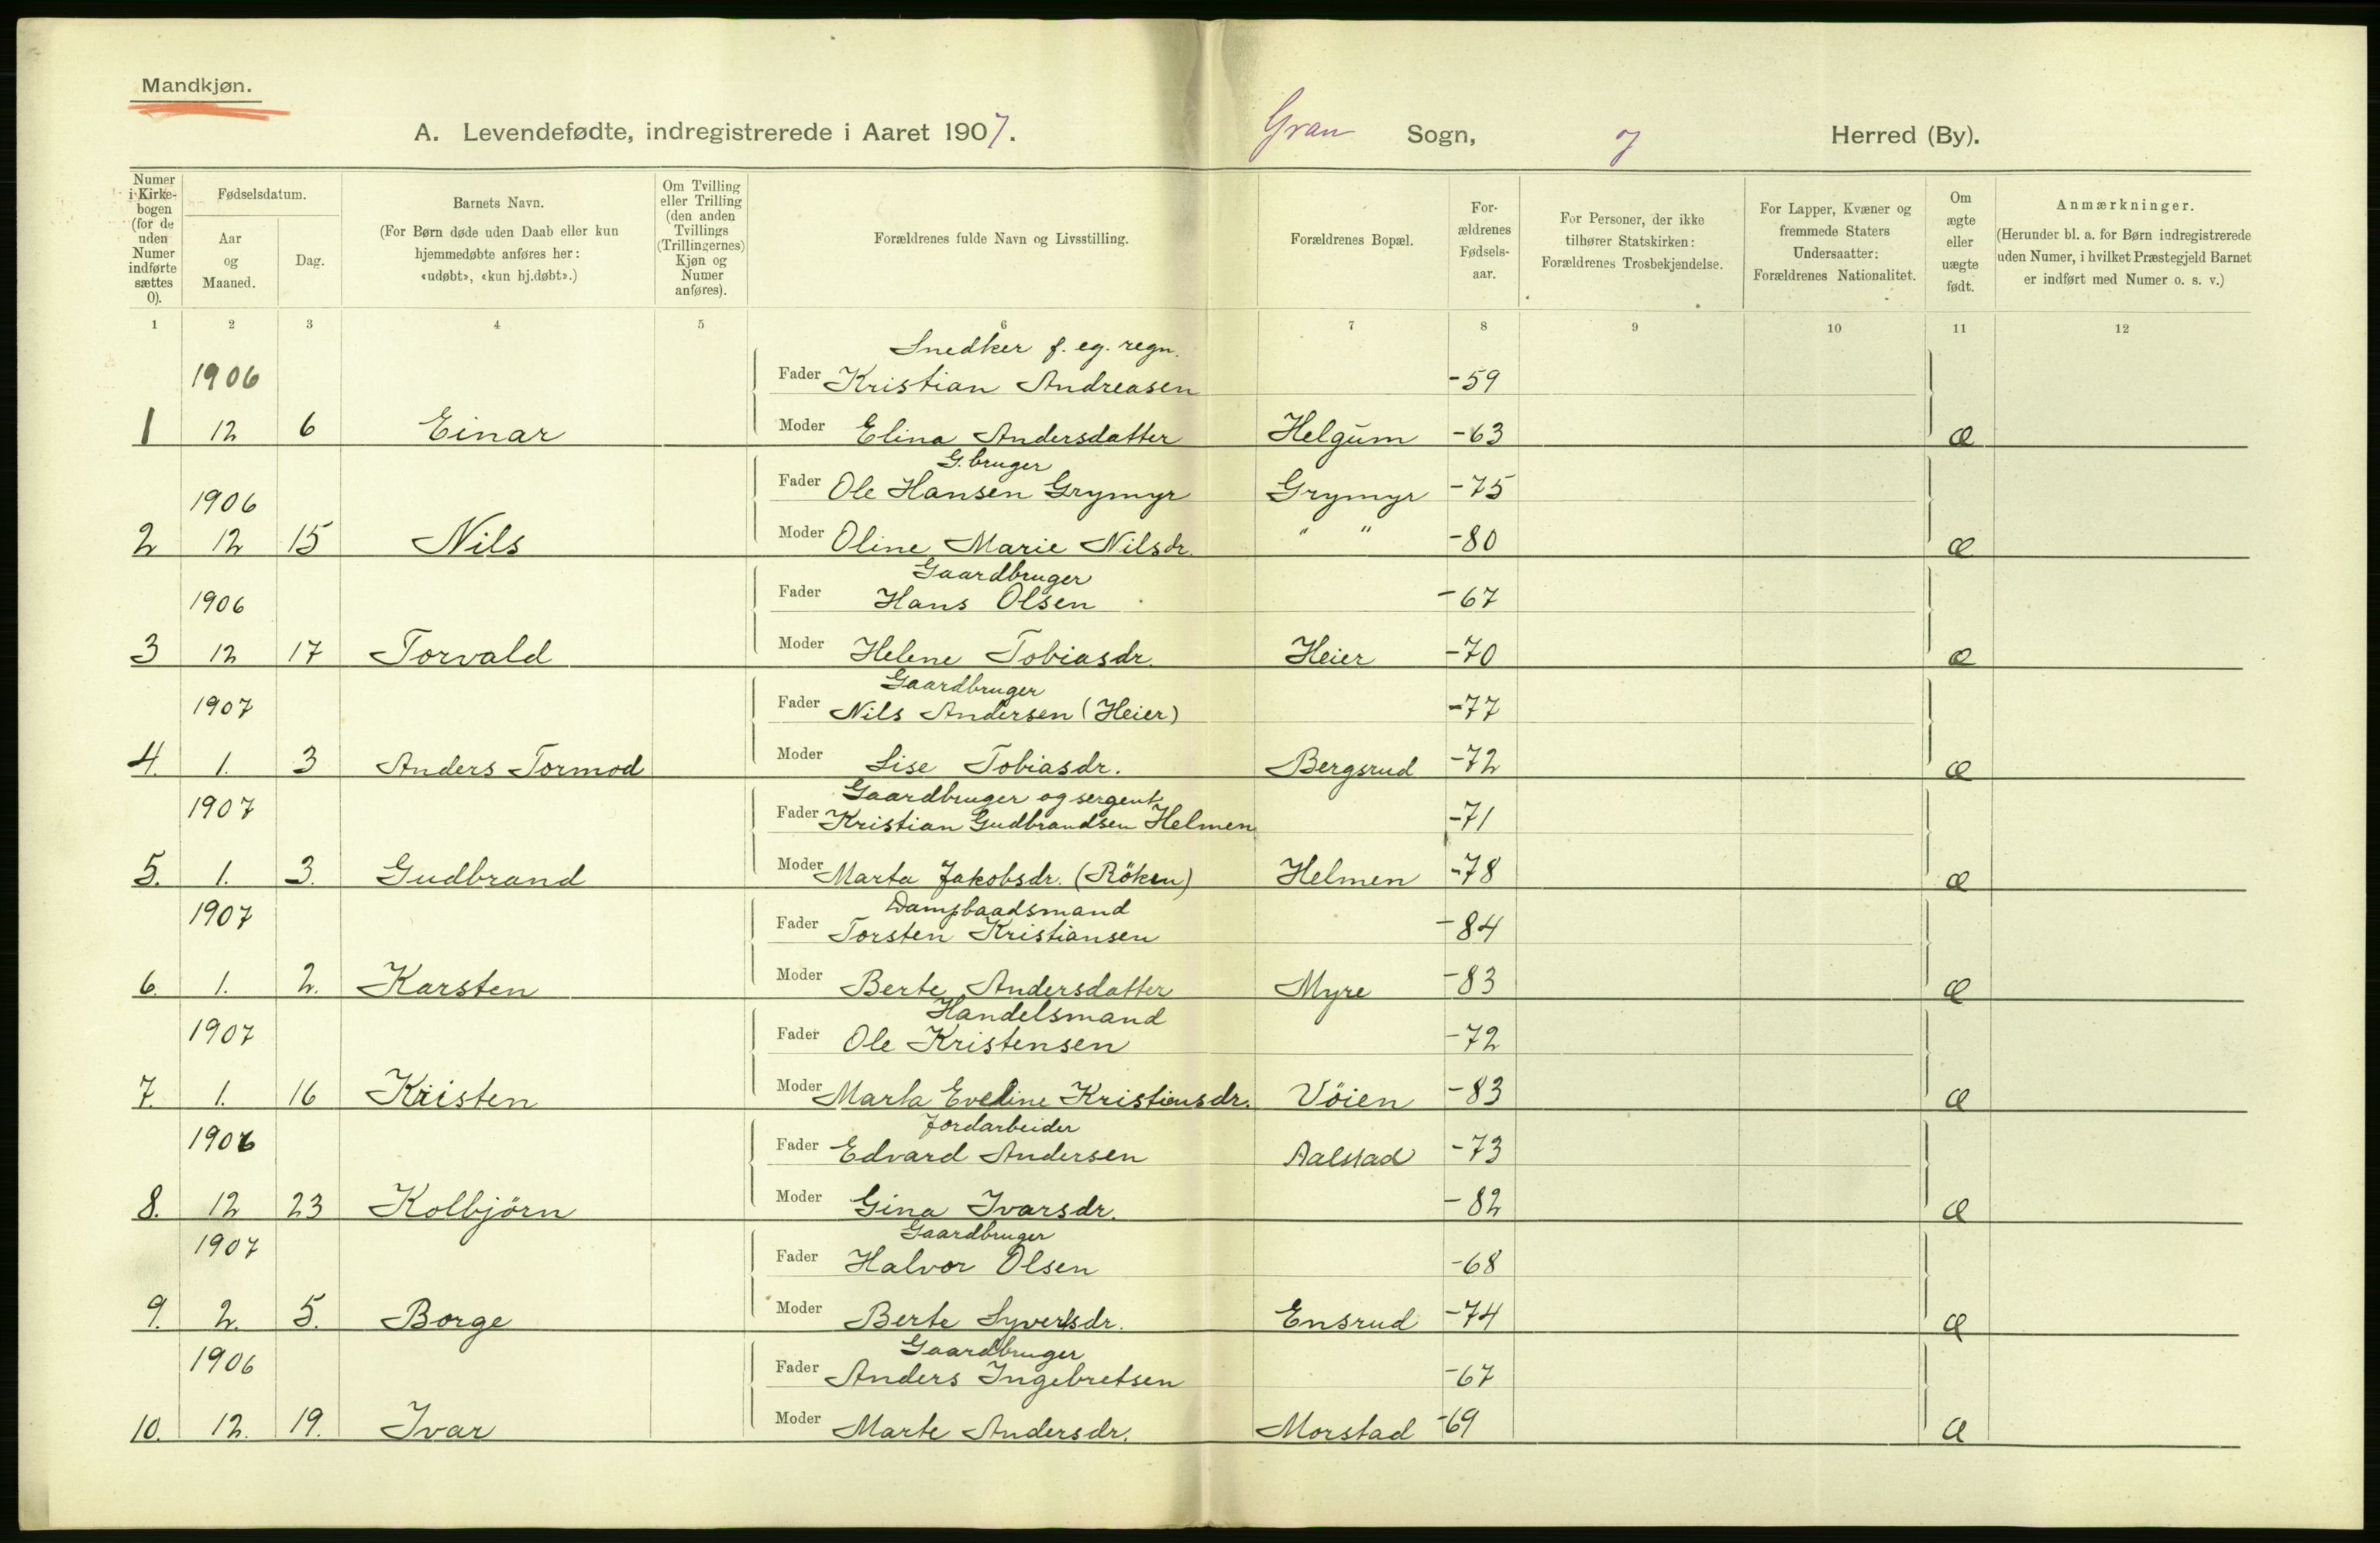 Mandkjøn.
A. Levendefødte, indregistrerede i Aaret 1907. Gran Sogn, Herred (By).
Numer i Kirkebogen (for de uden Numer indførte sættes 0).
Fødselsdatum.
Aar og Maaned.
Dag.
Barnets Navn.
(For Børn døde uden Daab eller kun hjemmedøbte anføres her: «udøbt», «kun hj.døbt».)
Om Tvilling eller Trilling (den anden Tvillings (Trillingernes) Kjøn og Numer anføres).
Forældrenes fulde Navn og Livsstilling.
Forældrenes Bopæl.
For-ældrenes Fødsels-aar.
For Personer, der ikke tilhører Statskirken: Forældrenes Trosbekjendelse.
For Lapper, Kvæner og fremmede Staters Undersaatter: Forældrenes Nationalitet.
Om ægte eller uægte født.
Anmærkninger.
(Herunder bl. a. for Børn indregistrerede uden Numer, i hvilket Præstegjeld Barnet er indført med Numer o. s. v.)
1 2 3 4 5 6 7 8 9 10 11 12
Snedker f. eg. regn.
1906 Fader Kristian Andreasen -59
1 12 6 Einar Moder Elina Andersdatter Helgum -63 Æ
G.bruger
1906 Fader Ole Hansen Grymyr Grymyr -75
2 12 15 Nils Moder Oline Marie Nilsdr. " " -80 Æ
Gaardbruger
1906 Fader Hans Olsen -67
3 12 17 Torvald Moder Helene Tobiasdr. Heier -70 Æ
Gaardbruger
1907 Fader Nils Andersen (Heier) -77
4. 1. 3 Anders Tormod Moder Lise Tobiasdr. Bergsrud -72 Æ
Gaardbruger og sergent
1907 Fader Kristian Gudbrandsen Helmen -71
5. 1. 3. Gudbrand Moder Marta Jakobsdr. (Röken) Helmen -78 Æ
Dampbaadsmand
1907 Fader Torsten Kristiansen -84
6. 1. 2. Karsten Moder Berte Andersdatter Myre -83 Æ
Handelsmand
1907 Fader Ole Kristensen -72
7. 1. 16 Kristen Moder Marta Eveline Kristiansdr. Vöien -83 Æ
Jordarbeider
1906 Fader Edvard Andersen Aalstad -73
8. 12 23 Kolbjörn Moder Gina Ivarsdr. -82 Æ
Gaardbruger
1907 Fader Halvor Olsen -68
9. 2. 5. Borge Moder Berte Syversdr. Ensrud -74 Æ
Gaardbruger
1906 Fader Anders Ingebretsen -67
10. 12. 19. Ivar Moder Marte Andersdr. Morstad -69 Æ